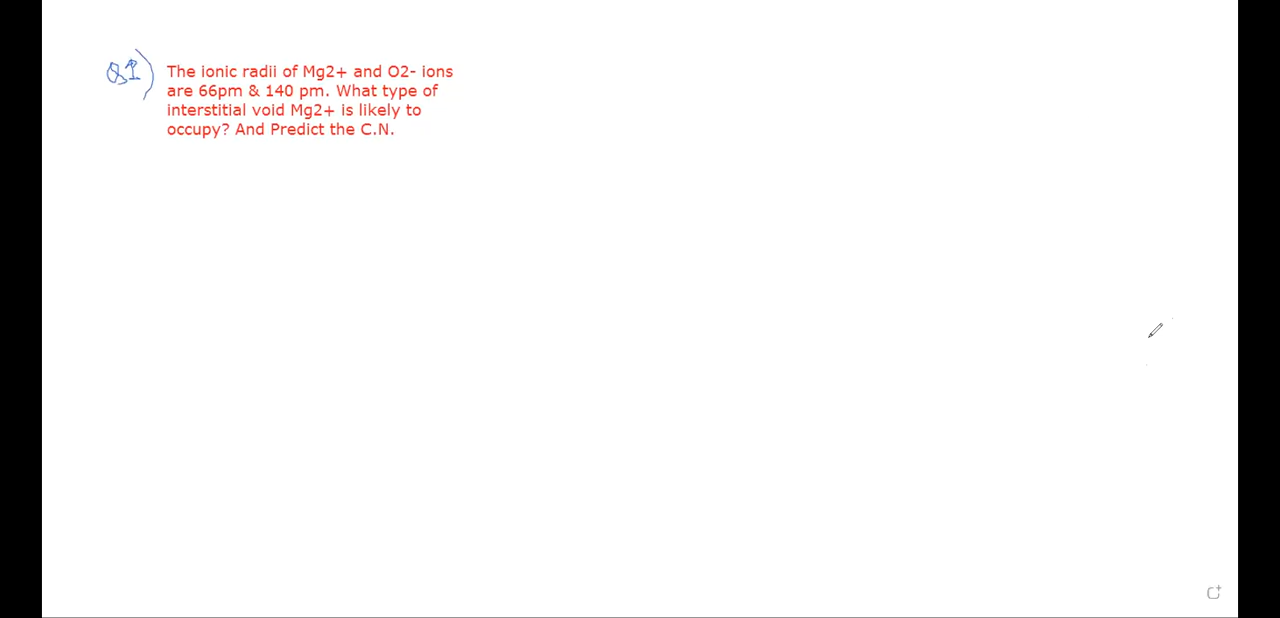 Q1)
The ionic radii of Mg2+ and O2- ions
are 66pm & 140 pm. What type of
interstitial void Mg2+ is likely to
occupy? And Predict the C.N.